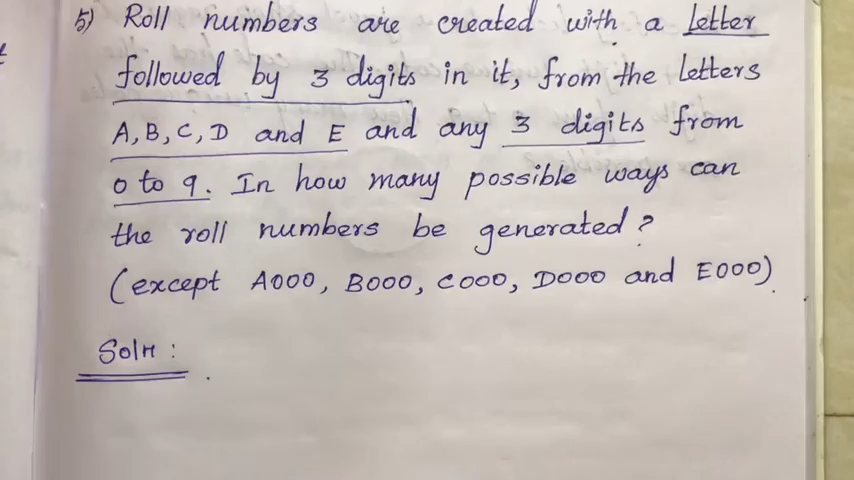 5) Roll numbers are created with a Letter
followed by 3 digits in it, from the letters
A, B, C, D and E and any 3 digits from
0 to 9. In how many possible ways can
the roll numbers be generated?
(except A000, B000, C000, D000 and E000)
Soln :